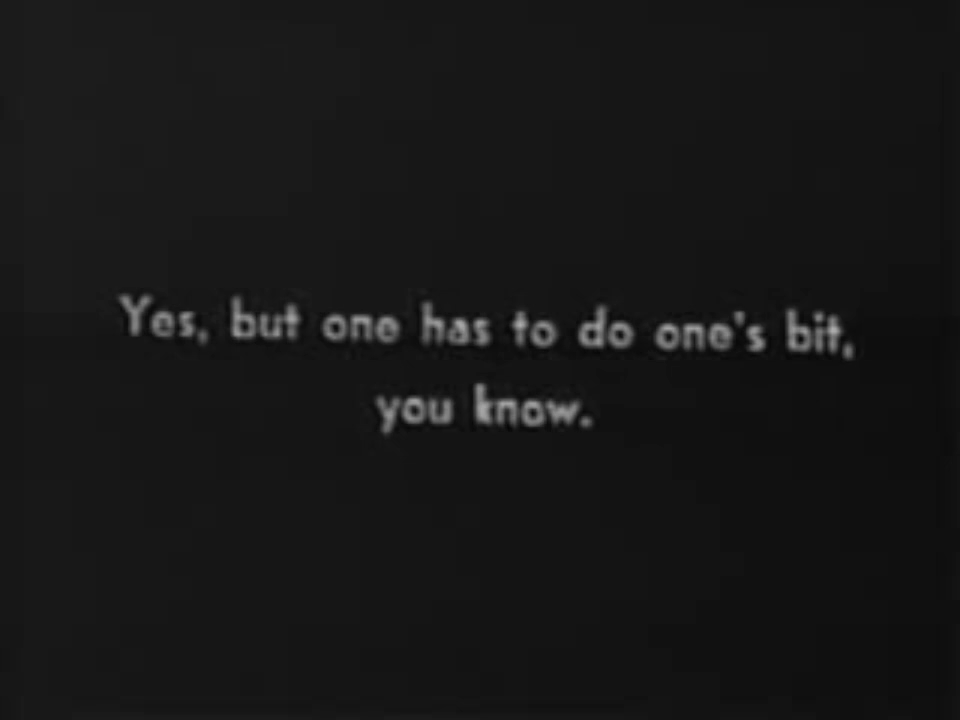 Yes, but one has to do one's bit,
you know.